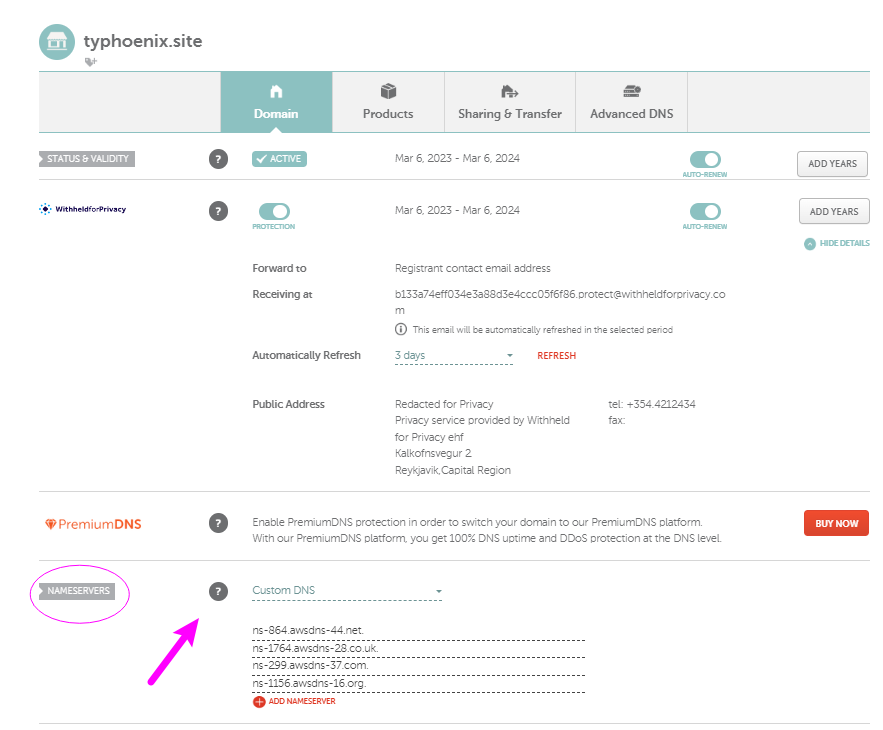 typhoenix.site
Domain
Products
Sharing & Transfer
Advanced DNS
STATUS & VALIDITY
?
ACTIVE
Mar 6, 2023 - Mar 6, 2024
AUTO-RENEW
ADD YEARS
WithheldforPrivacy
?
PROTECTION
Mar 6, 2023 - Mar 6, 2024
AUTO-RENEW
ADD YEARS
HIDE DETAILS
Forward to
Registrant contact email address
Receiving at
b133a74eff034e3a88d3e4ccc05f6f86.protect@withheldforprivacy.co
m
This email will be automatically refreshed in the selected period
Automatically Refresh
3 days
REFRESH
Public Address
Redacted for Privacy
tel: +354.4212434
Privacy service provided by Withheld
fax:
for Privacy ehf
Kalkofnsvegur 2.
Reykjavik,Capital Region
PremiumDNS
?
Enable PremiumDNS protection in order to switch your domain to our PremiumDNS platform.
With our PremiumDNS platform, you get 100% DNS uptime and DDoS protection at the DNS level.
BUY NOW
NAMESERVERS
?
Custom DNS
ns-864.awsdns-44.net.
ns-1764.awsdns-28.co.uk.
ns-299.awsdns-37.com.
ns-1156.awsdns-16.org.
ADD NAMESERVER